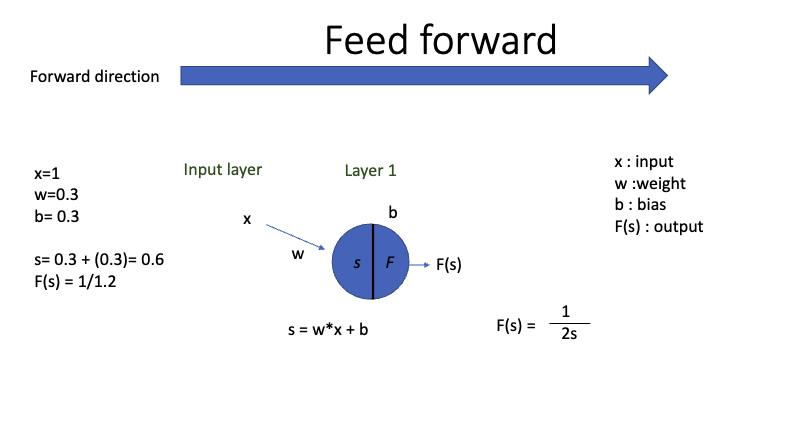 Feed forward
Forward direction
x=1
w=0.3
b= 0.3
s= 0.3 + (0.3)= 0.6
F(s) = 1/1.2
Input layer
Layer 1
x
w
b
s
F
F(s)
s = w*x + b
F(s) =
1
2s
x : input
w :weight
b : bias
F(s) : output